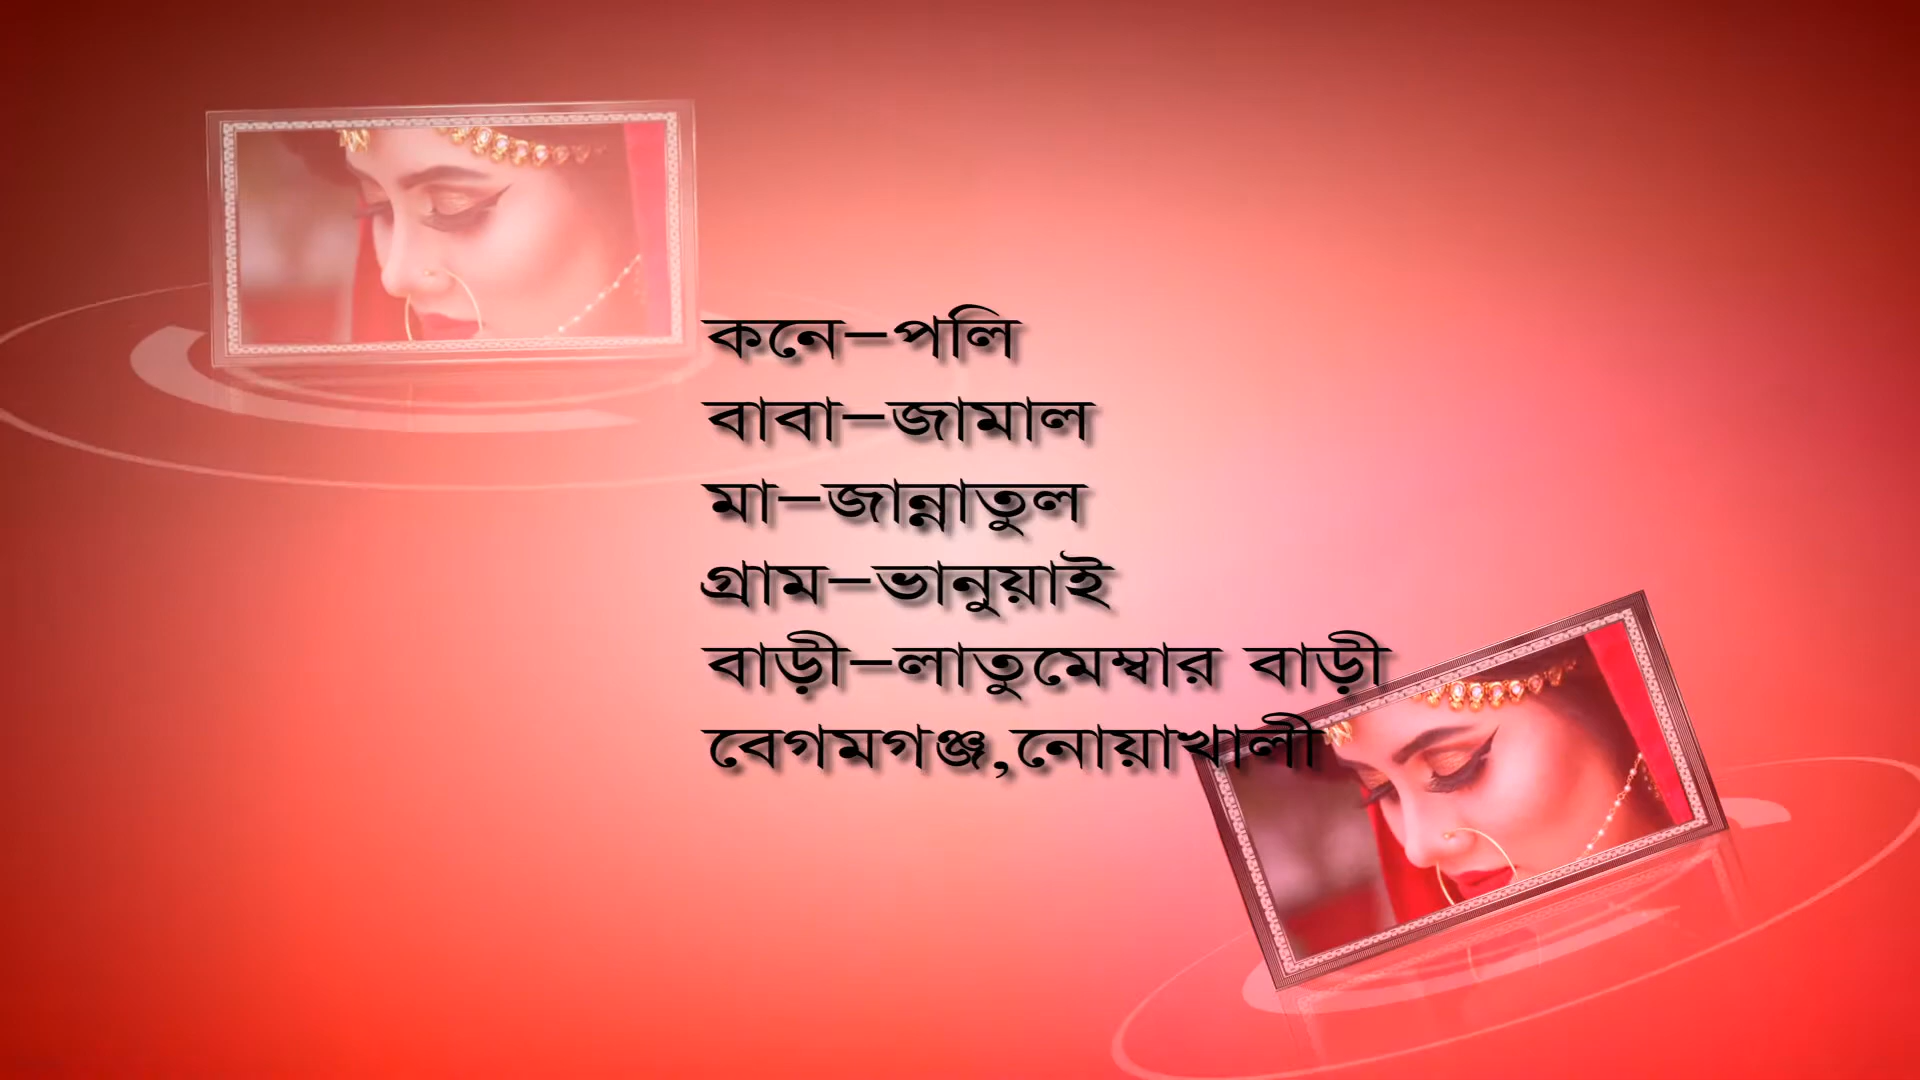 কনে-পলি
বাবা-জামাল
মা-জান্নাতুল
গ্রাম-ভানুয়াই
বাড়ী-লাতুমেম্বার বাড়ী
বেগমগঞ্জ,নোয়াখালী